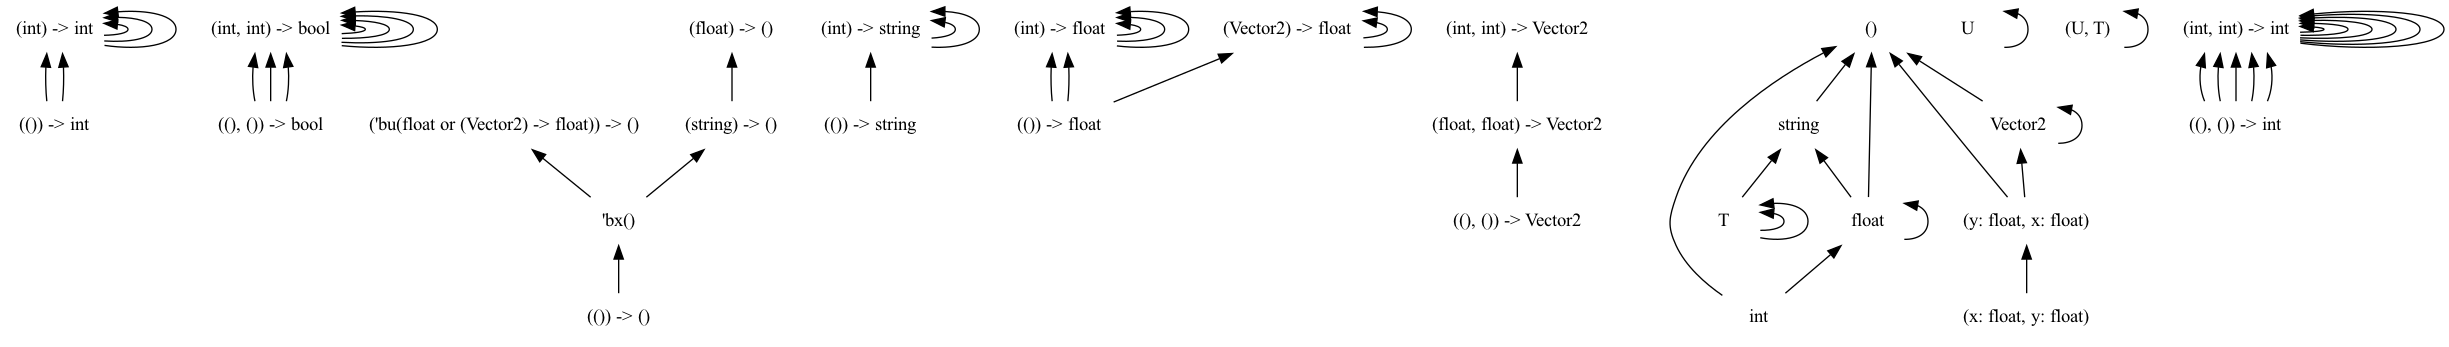 (int) -> int
(int, int) -> bool
(float) -> ()
(int) -> string
(int) -> float
(Vector2) -> float
(int, int) -> Vector2
()
U
(U, T)
(int, int) -> int
(()) -> int
((), ()) -> bool
('bu(float or (Vector2) -> float)) -> ()
(string) -> ()
(()) -> string
(()) -> float
(float, float) -> Vector2
string
Vector2
((), ()) -> int
'bx()
((), ()) -> Vector2
T
float
(y: float, x: float)
(()) -> ()
int
(x: float, y: float)